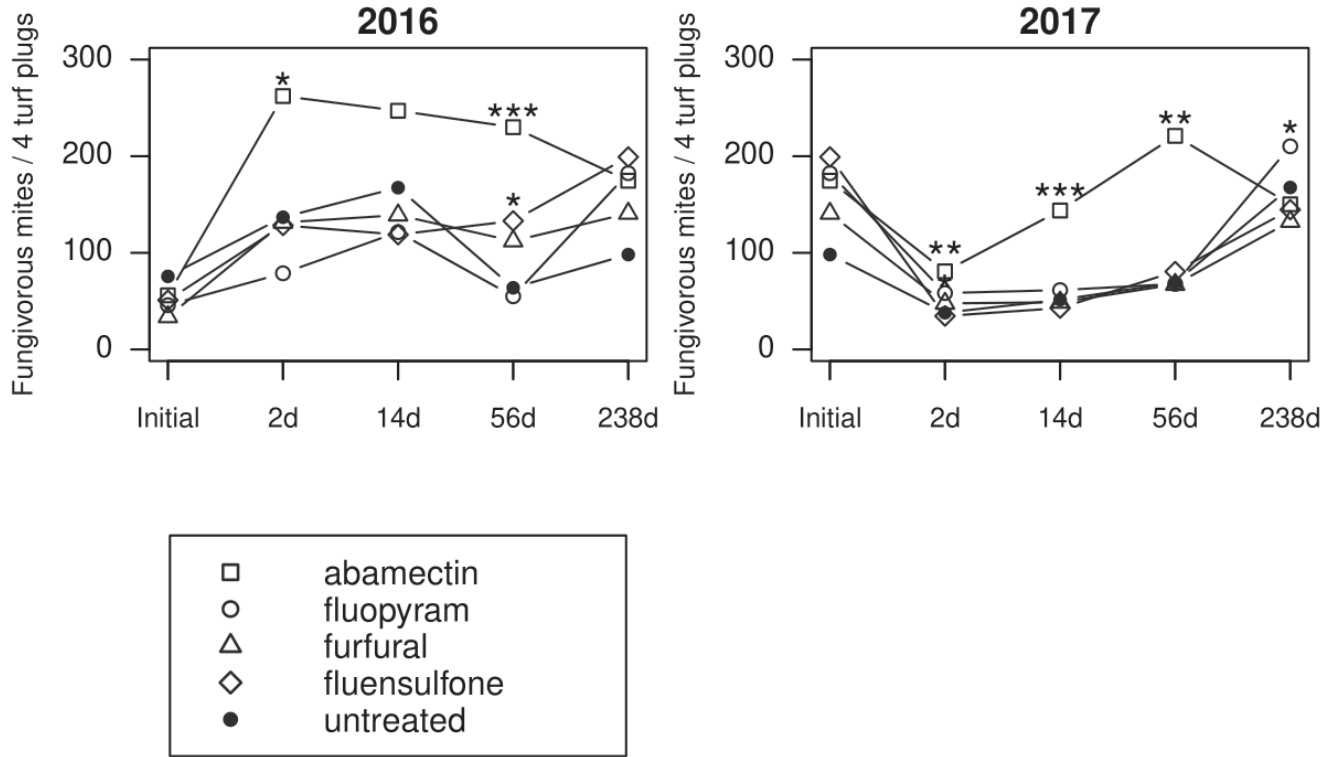 2016
Fungivorous mites / 4 turf plugs
300
200
100
0
*
***
*
Initial 2d 14d 56d 238d
2017
Fungivorous mites / 4 turf plugs
300
200
100
0
**
*
***
**
*
Initial 2d 14d 56d 238d
abamectin
fluopyram
furfural
fluensulfone
untreated